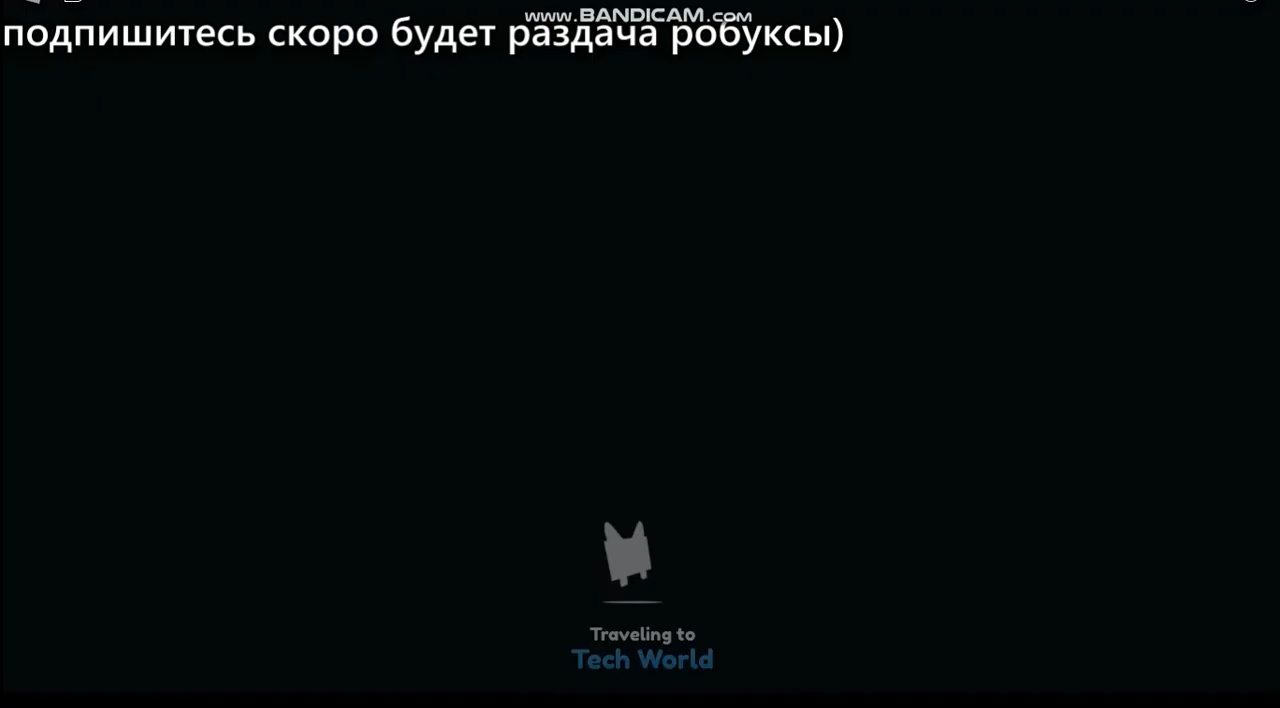 www.BANDICAM.com
подпишитесь скоро будет раздача робуксы)
Traveling to
Tech World